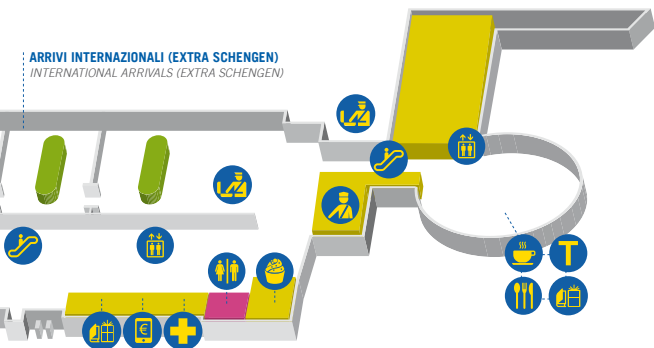 ARRIVI INTERNAZIONALI (EXTRA SCHENGEN)
INTERNATIONAL ARRIVALS (EXTRA SCHENGEN)
T
€